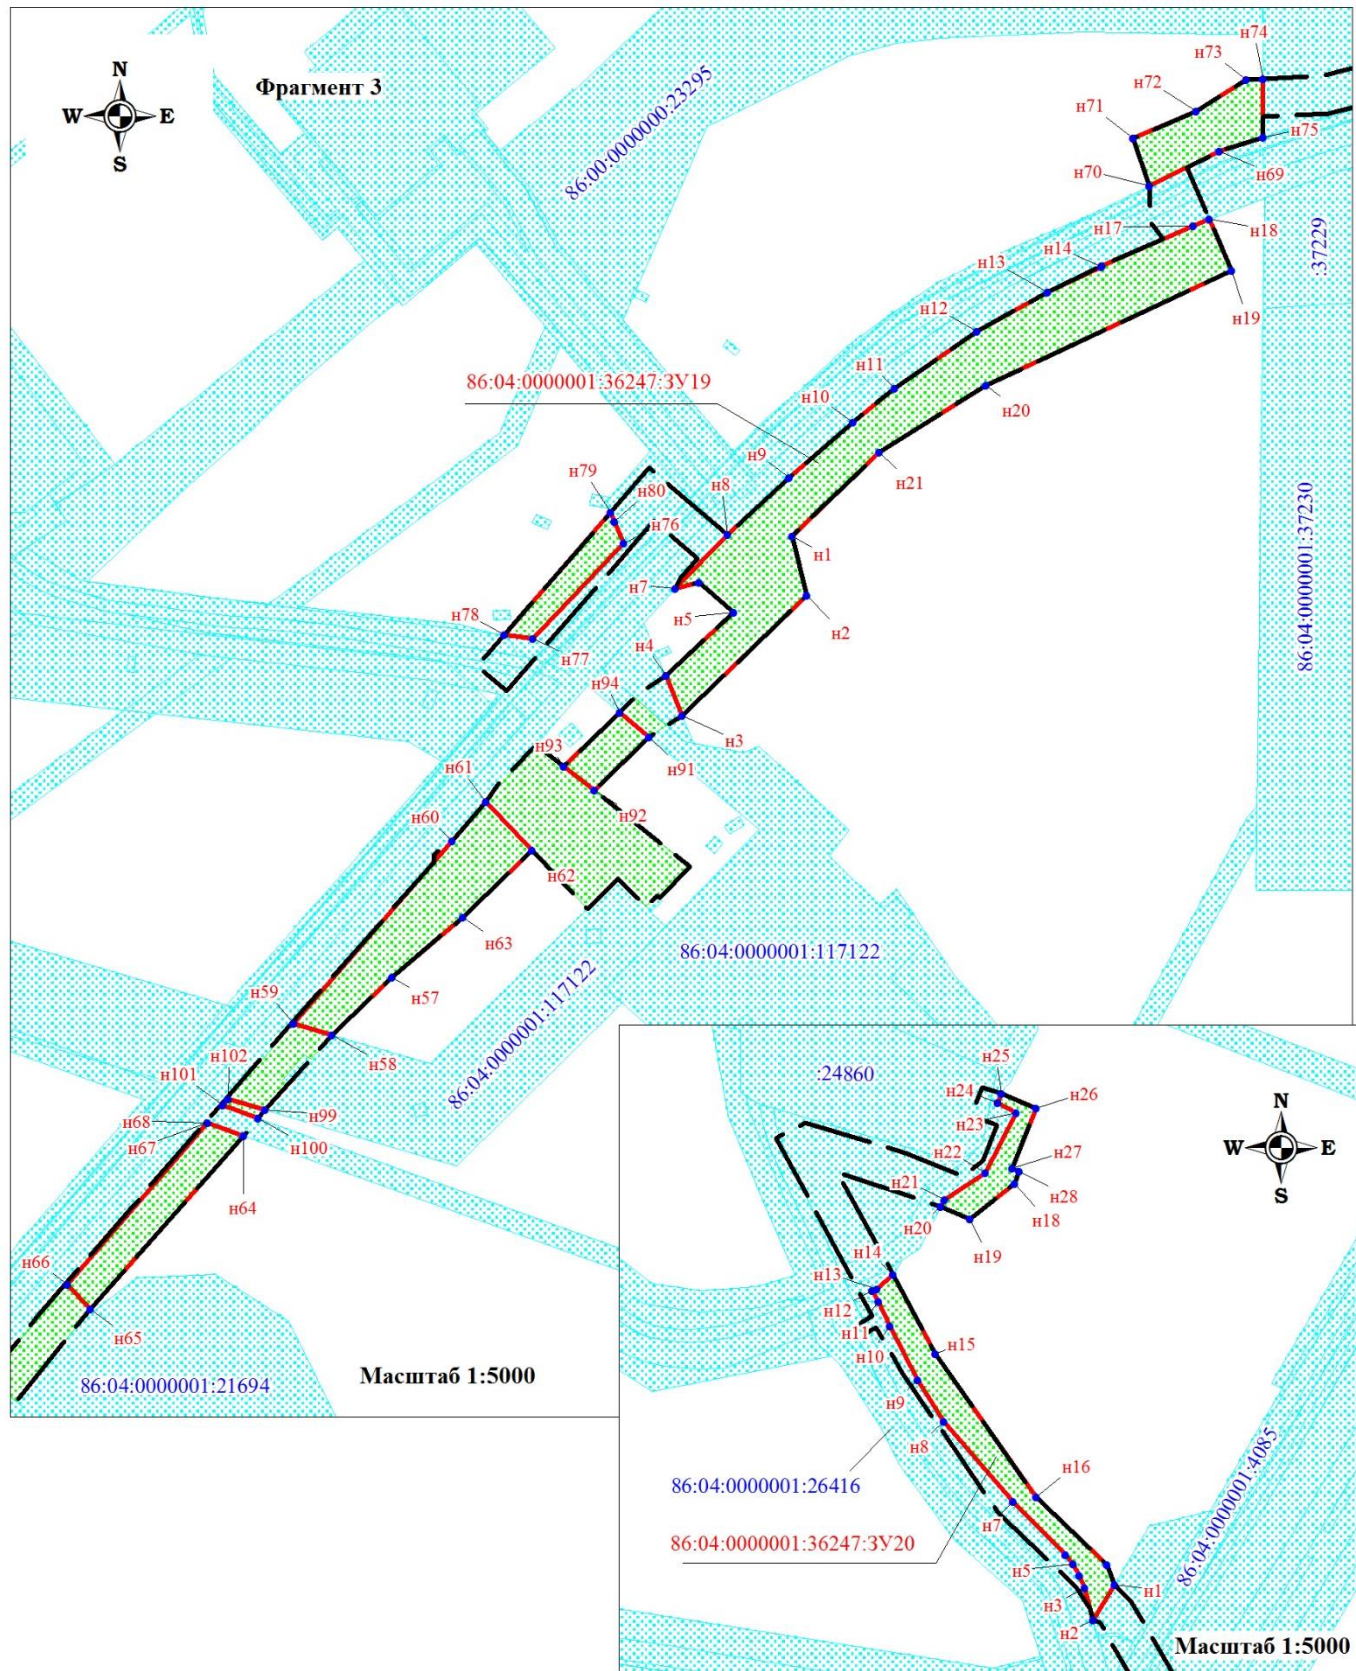 Фрагмент 3
N
W E
S
86:00:0000000:23295
н74
н73
н72
н71
н75
н70
н69
н17
н18
:37229
н14
н13
н19
н12
86:04:0000001:36247:ЗУ19
н11
н10
н20
н9
н21
н79
н80
н8
н76
н1
86:04:0000001:37230
н7
н78
н5
н2
н77
н4
н94
н3
н93
н91
н61
н60
н92
н62
н63
86:04:0000001:117122
н57
н59
86:04:0000001:117122
н58
н102
н101
н99
н68
н67
н100
н64
н66
н65
Масштаб 1:5000
86:04:0000001:21694
:24860
н25
н24
н26
N
W E
S
н23
н22
н27
н21
н28
н18
н20
н19
н14
н13
н12
н11
н15
н10
н9
н8
н16
86:04:0000001:26416
н7
86:04:0000001:4085
86:04:0000001:36247:ЗУ20
н5
н1
н3
н2
Масштаб 1:5000